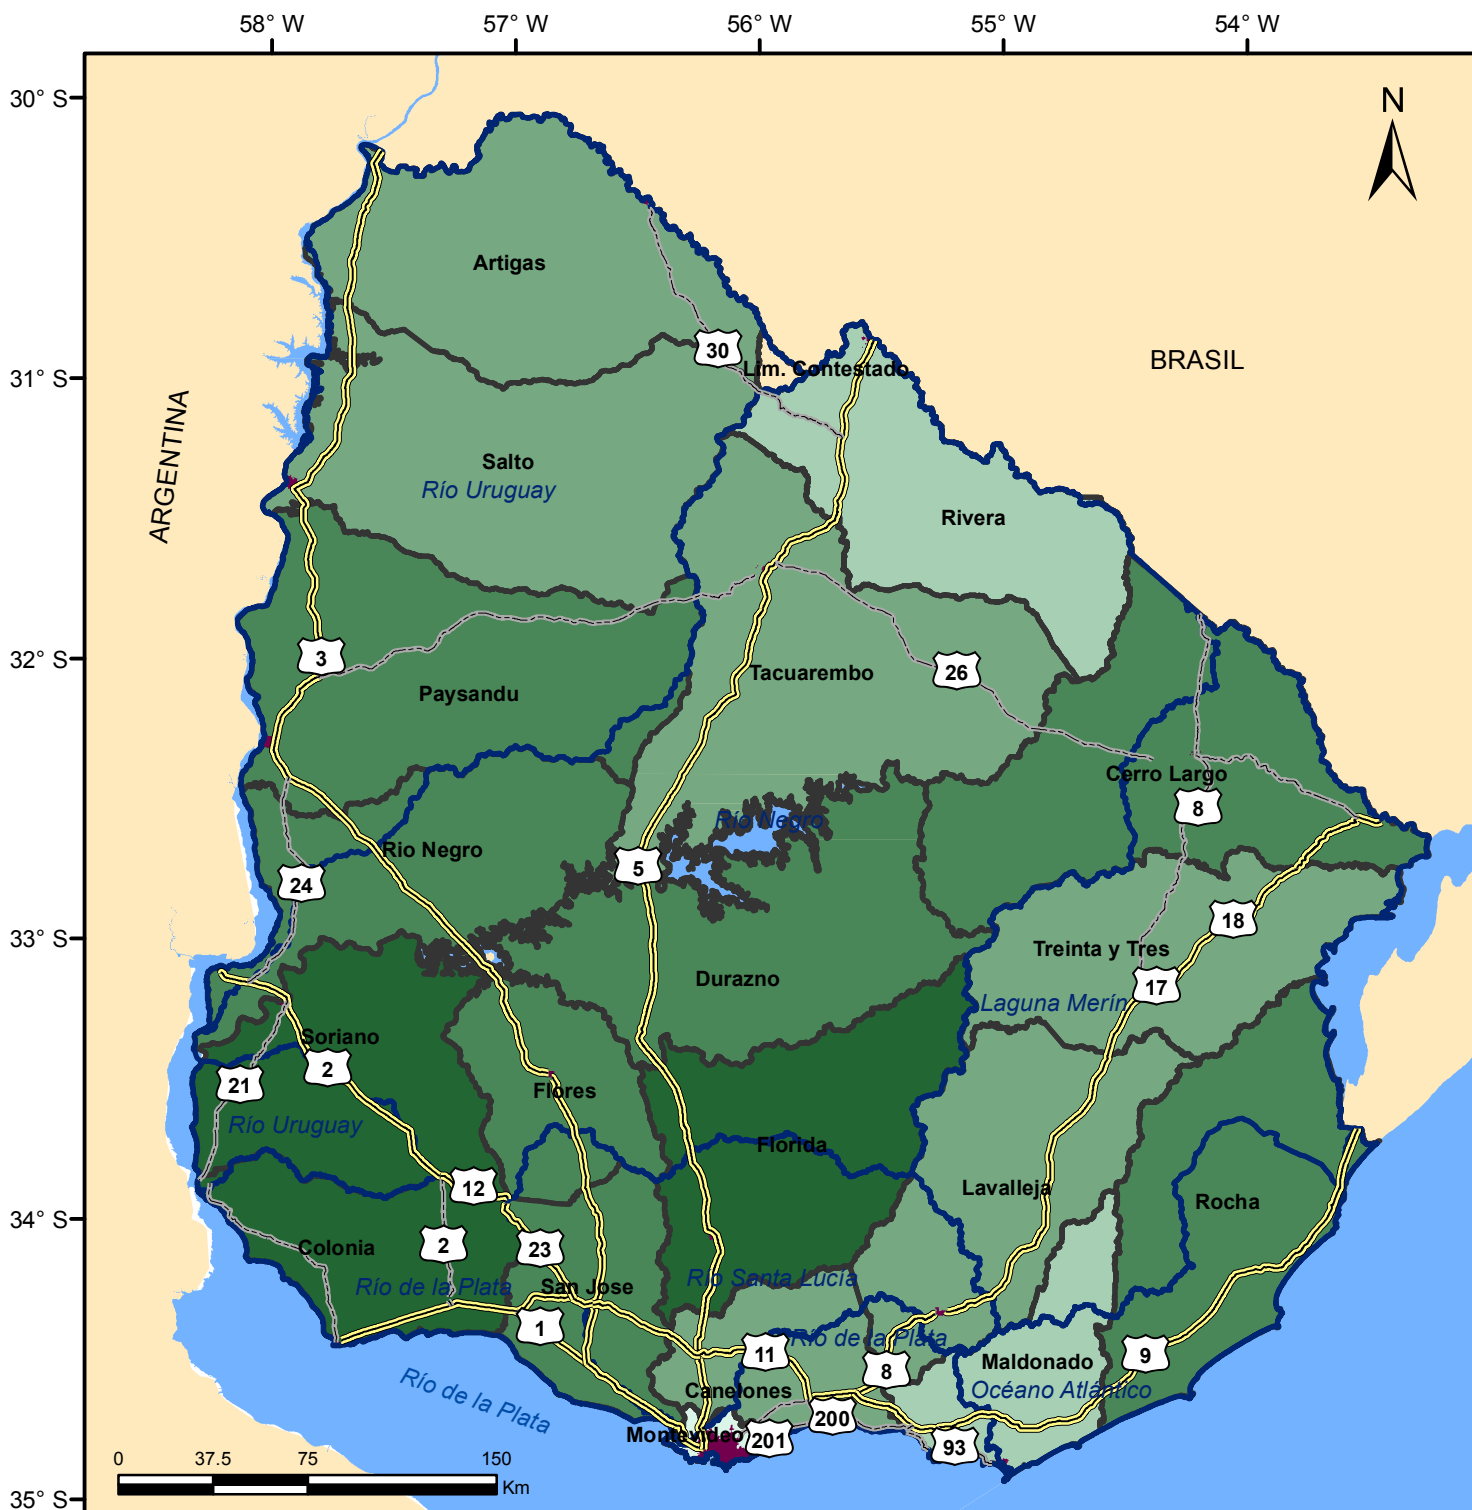 58° W
57° W
56° W
55° W
54° W
30° S
N
Artigas
30
BRASIL
31° S
Lim. Contestado
ARGENTINA
Salto
Río Uruguay
Rivera
32° S
3
Tacuarembo
26
Paysandu
Cerro Largo
8
Río Negro
Rio Negro
5
24
18
33° S
Treinta y Tres
Durazno
17
Laguna Merín
Soriano
2
21
Flores
Río Uruguay
Florida
12
Lavalleja
Rocha
34° S
Colonia
2
23
Río de la Plata
San Jose
Río Santa Lucía
1
11
Río de la Plata
8
9
Maldonado
Océano Atlántico
Canelones
Río de la Plata
200
Montevideo
201
93
0
37.5
75
150
Km
35° S